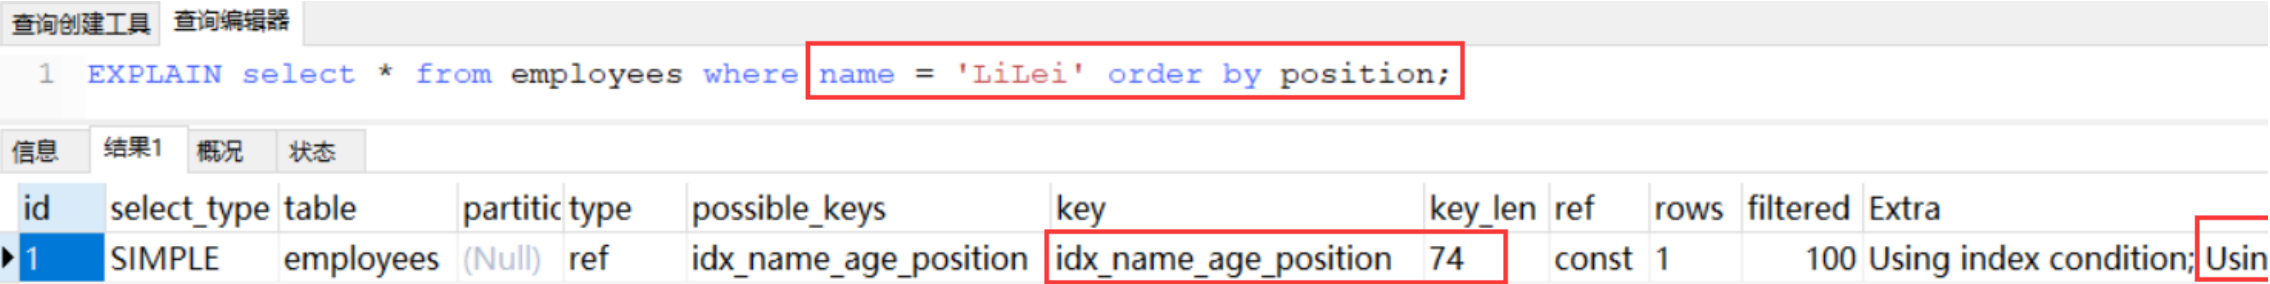 查询创建工具 查询编辑器
1 EXPLAIN select * from employees where name = 'LiLei' order by position;
信息 结果1 概况 状态
id select_type table partitic type possible_keys key key_len ref rows filtered Extra
1 SIMPLE employees (Null) ref idx_name_age_position idx_name_age_position 74 const 1 100 Using index condition; Usin